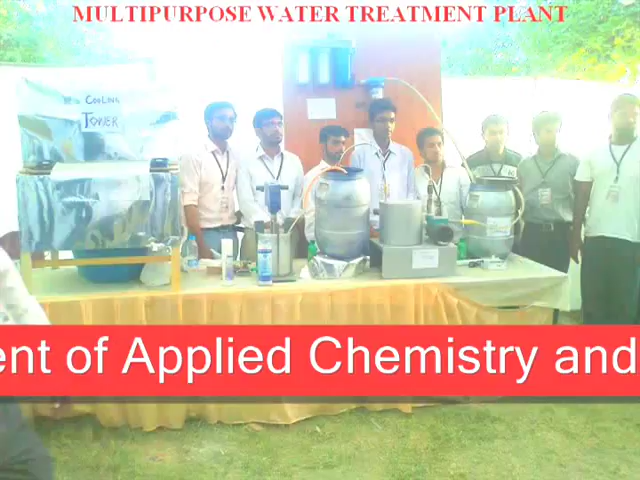 MULTIPURPOSE WATER TREATMENT PLANT
COOLING
TOWER
ent of Applied Chemistry and